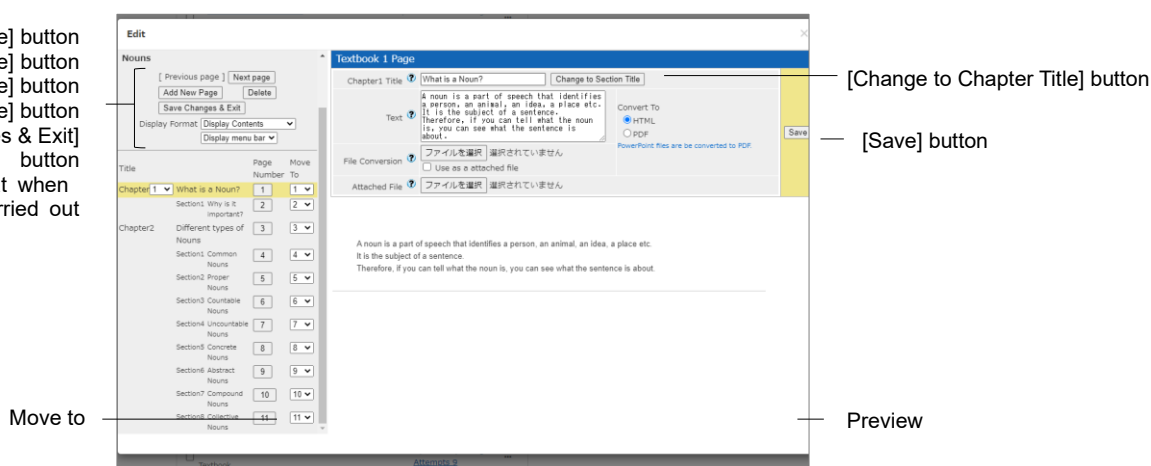 Edit
e] button
e] button
e] button
e] button
s & Exit]
button
t when
rried out
Move to
Nouns
[ Previous page ] Next page
Add New Page Delete
Save Changes & Exit
Display Format Display Contents
Display menu bar
Title Page Number Move To
Chapter 1 What is a Noun? 1 1
Section1 Why is it important? 2 2
Chapter2 Different types of Nouns 3 3
Section1 Common Nouns 4 4
Section2 Proper Nouns 5 5
Section3 Countable Nouns 6 6
Section4 Uncountable Nouns 7 7
Section5 Concrete Nouns 8 8
Section6 Abstract Nouns 9 9
Section7 Compound Nouns 10 10
Section8 Collective Nouns 11 11
Textbook 1 Page
Chapter1 Title What is a Noun? Change to Section Title
Text
A noun is a part of speech that identifies
a person, an animal, an idea, a place etc.
It is the subject of a sentence.
Therefore, if you can tell what the noun
is, you can see what the sentence is
about.
Convert To
HTML
PDF
PowerPoint files are converted to PDF.
Save
File Conversion ファイルを選択 選択されていません
Use as a attached file
Attached File ファイルを選択 選択されていません
A noun is a part of speech that identifies a person, an animal, an idea, a place etc.
It is the subject of a sentence.
Therefore, if you can tell what the noun is, you can see what the sentence is about.
[Change to Chapter Title] button
[Save] button
Preview
Textbook
Attempts 9